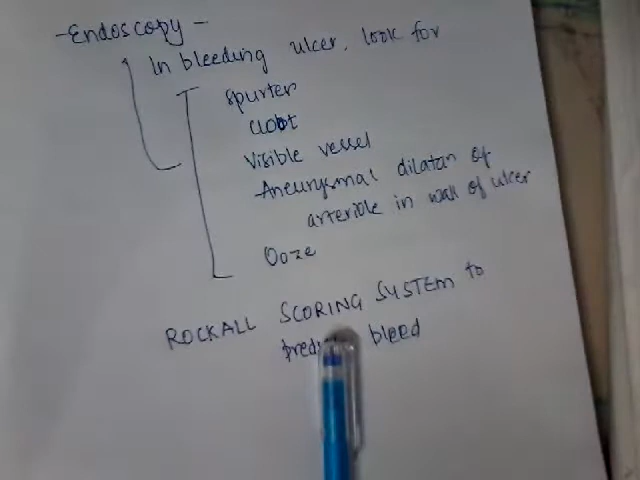 -Endoscopy-
In bleeding ulcer, look for
Spurter
Clot
Visible vessel
Aneurysmal dilatan of
arteriole in wall of ulcer
Ooze
ROCKALL SCORING SYSTEM to
bleed